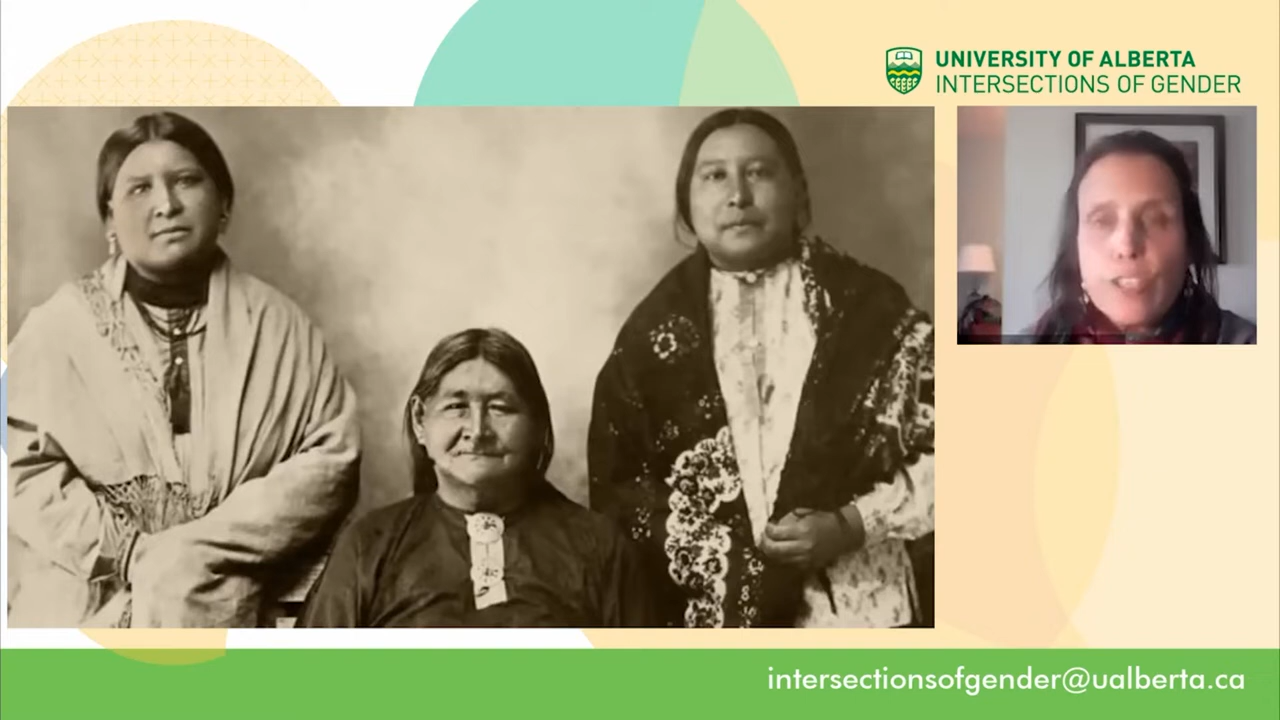 UNIVERSITY OF ALBERTA
INTERSECTIONS OF GENDER
intersectionsofgender@ualberta.ca